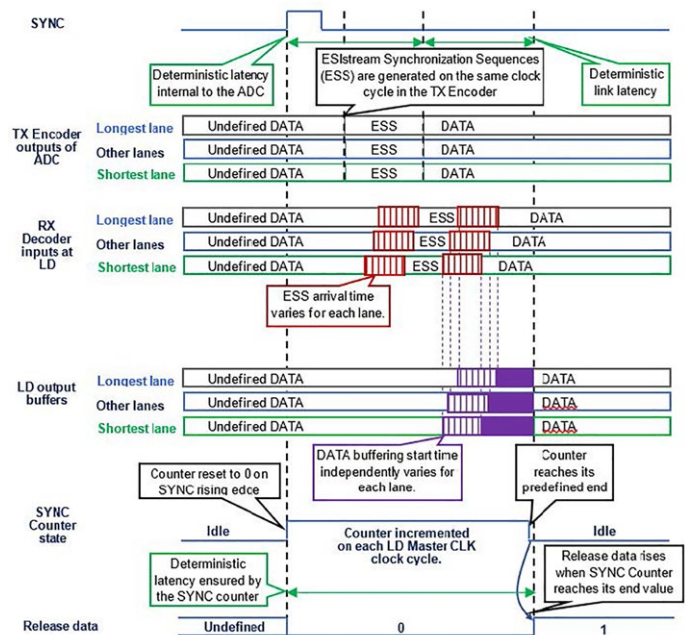 SYNC
Deterministic latency
internal to the ADC
ESIstream Synchronization Sequences
(ESS) are generated on the same clock
cycle in the TX Encoder
Deterministic
link latency
TX Encoder
outputs of
ADC
Longest lane
Undefined DATA
ESS
DATA
Other lanes
Undefined DATA
ESS
DATA
Shortest lane
Undefined DATA
ESS
DATA
RX
Decoder
inputs at
LD
Longest lane
Undefined DATA
ESS
DATA
Other lanes
Undefined DATA
ESS
DATA
Shortest lane
Undefined DATA
ESS
DATA
ESS arrival time
varies for each lane.
LD output
buffers
Longest lane
Undefined DATA
DATA
Other lanes
Undefined DATA
DATA
Shortest lane
Undefined DATA
DATA
Counter reset to 0 on
SYNC rising edge
DATA buffering start time
independently varies for
each lane.
Counter
reaches its
predefined end
SYNC
Counter
state
Idle
Counter incremented
on each LD Master CLK
clock cycle.
Idle
Deterministic
latency ensured by
the SYNC counter
Release data rises
when SYNC Counter
reaches its end value
Release data
Undefined
0
1